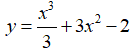 y = x³/3 + 3x² − 2